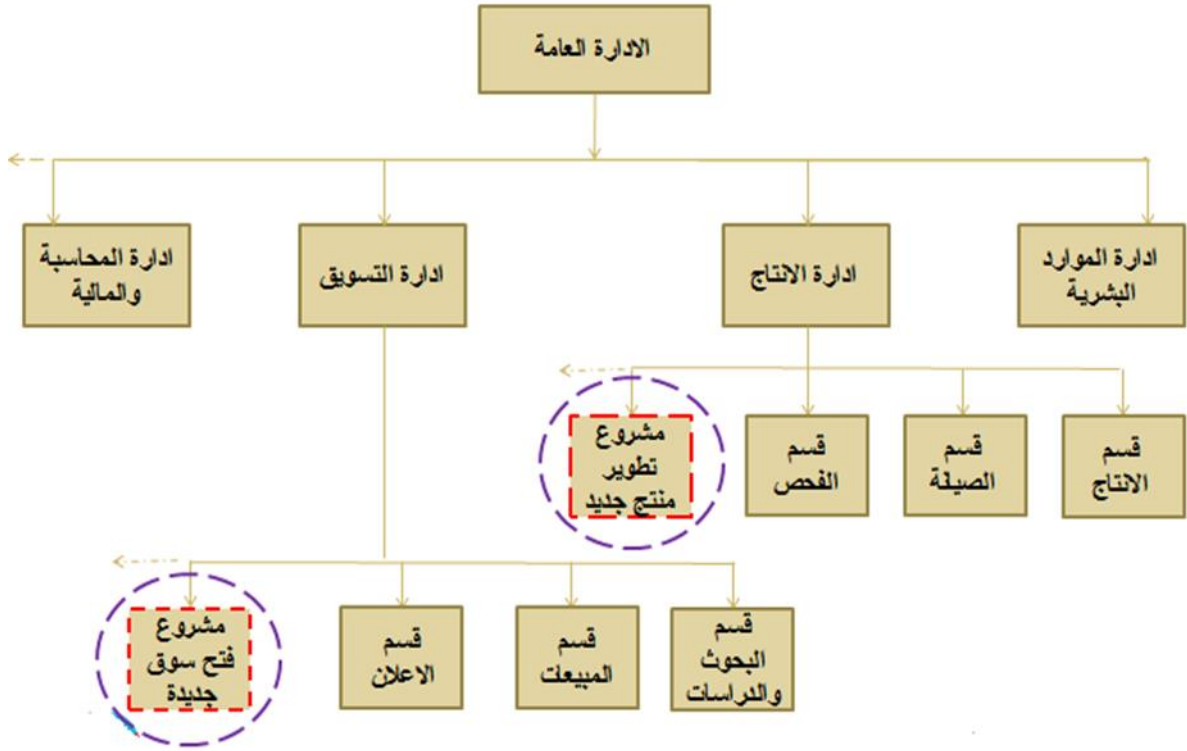 الادارة العامة
ادارة الموارد
البشرية
ادارة الانتاج
ادارة التسويق
ادارة المحاسبة
والمالية
قسم
الانتاج
قسم
الصيانة
قسم
الفحص
مشروع
تطوير
منتج جديد
قسم
البحوث
والدراسات
قسم
المبيعات
قسم
الاعلان
مشروع
فتح سوق
جديدة